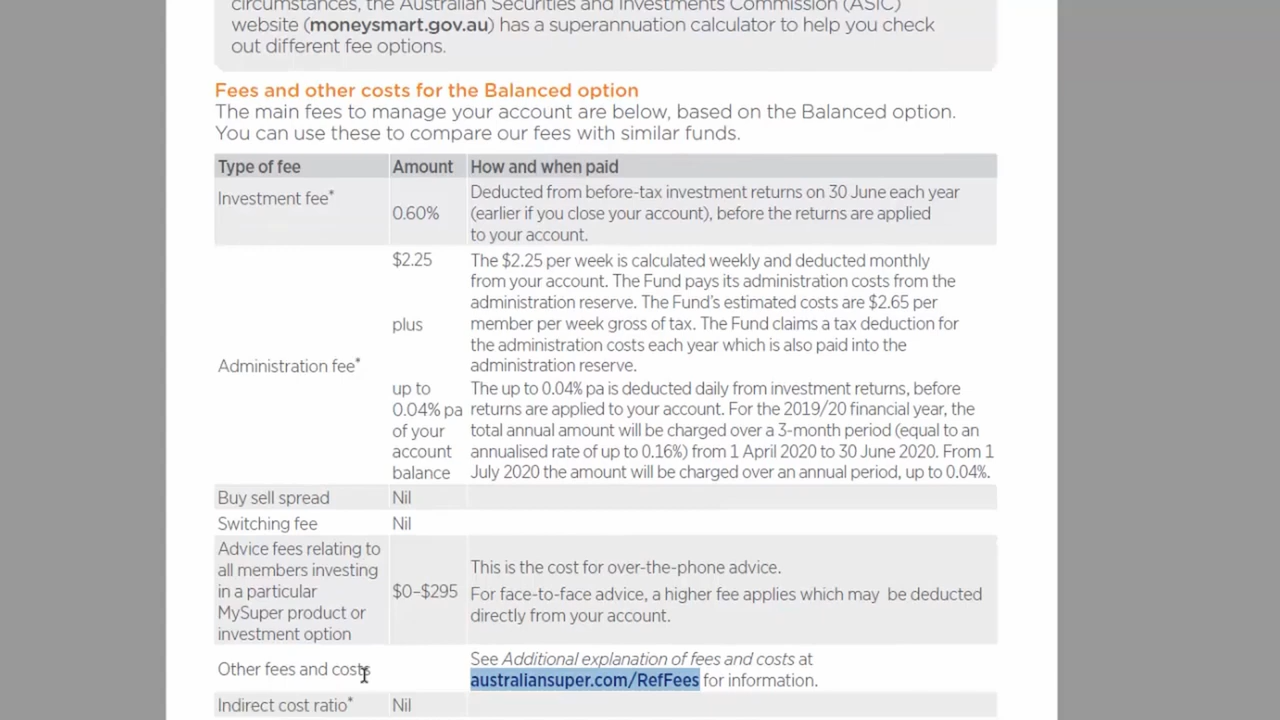 circumstances, the Australian Securities and Investments Commission (ASIC)
website (moneysmart.gov.au) has a superannuation calculator to help you check
out different fee options.
Fees and other costs for the Balanced option
The main fees to manage your account are below, based on the Balanced option.
You can use these to compare our fees with similar funds.
Type of fee Amount How and when paid
Investment fee*
0.60%
Deducted from before-tax investment returns on 30 June each year
(earlier if you close your account), before the returns are applied
to your account.
Administration fee*
$2.25
plus
The $2.25 per week is calculated weekly and deducted monthly
from your account. The Fund pays its administration costs from the
administration reserve. The Fund's estimated costs are $2.65 per
member per week gross of tax. The Fund claims a tax deduction for
the administration costs each year which is also paid into the
administration reserve.
up to
0.04% pa
of your
account
balance
The up to 0.04% pa is deducted daily from investment returns, before
returns are applied to your account. For the 2019/20 financial year, the
total annual amount will be charged over a 3-month period (equal to an
annualised rate of up to 0.16%) from 1 April 2020 to 30 June 2020. From 1
July 2020 the amount will be charged over an annual period, up to 0.04%.
Buy sell spread Nil
Switching fee Nil
Advice fees relating to
all members investing
in a particular
MySuper product or
investment option
$0–$295
This is the cost for over-the-phone advice.
For face-to-face advice, a higher fee applies which may be deducted
directly from your account.
Other fees and costs
See Additional explanation of fees and costs at
australiansuper.com/RefFees for information.
Indirect cost ratio* Nil